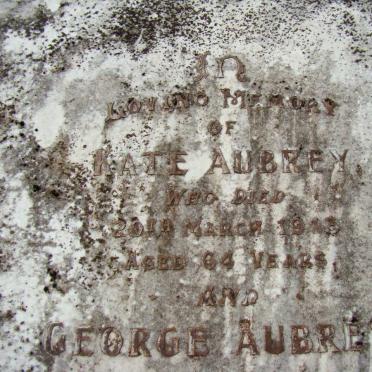 In
LOVING MEMORY
OF
KATE AUBREY,
WHO DIED
20TH MARCH
AGED 64 YEARS,
AND
GEORGE AUBRE